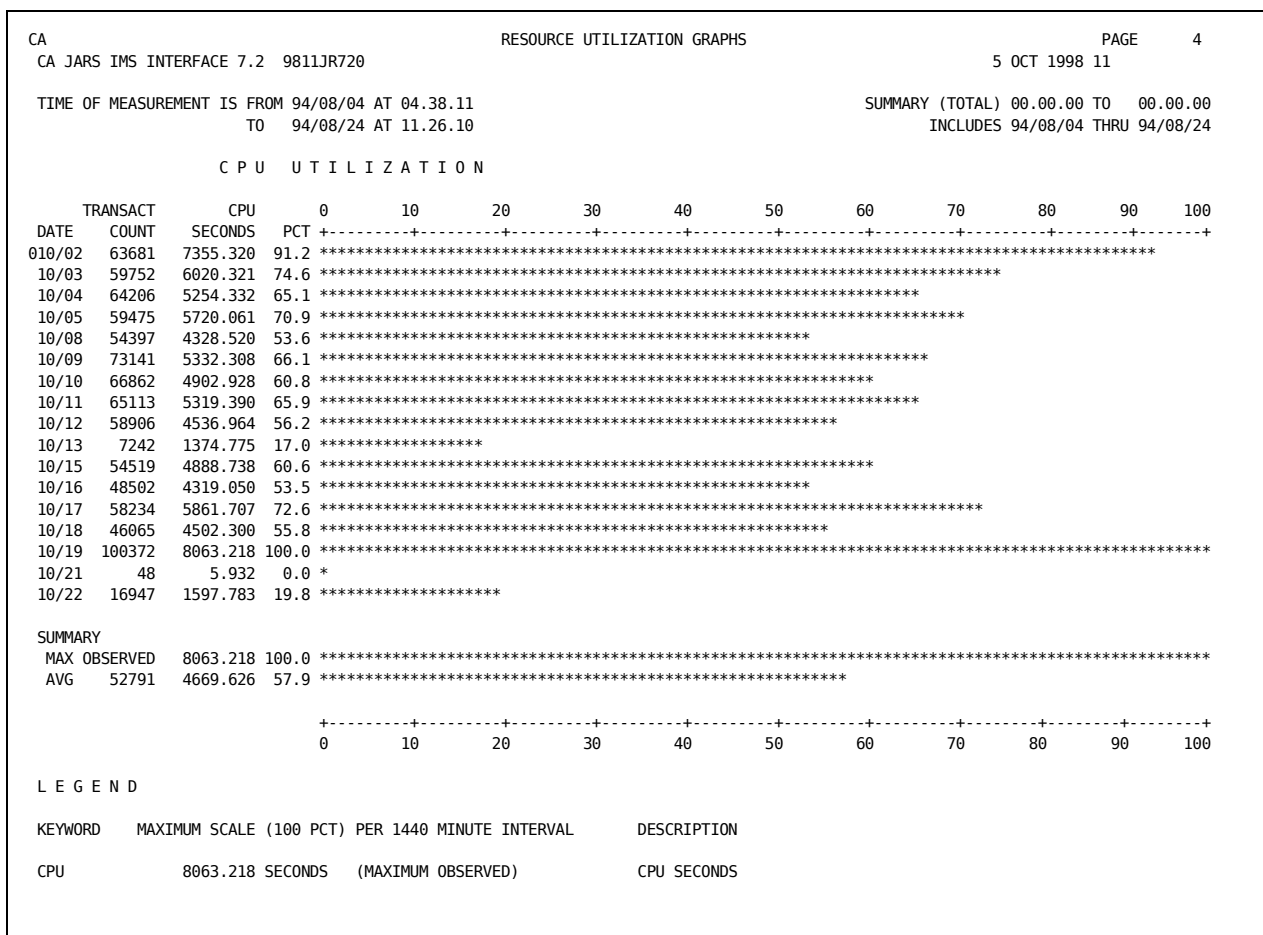 CA RESOURCE UTILIZATION GRAPHS PAGE 4
CA JARS IMS INTERFACE 7.2 9811JR720 5 OCT 1998 11
TIME OF MEASUREMENT IS FROM 94/08/04 AT 04.38.11 SUMMARY (TOTAL) 00.00.00 TO 00.00.00
TO 94/08/24 AT 11.26.10 INCLUDES 94/08/04 THRU 94/08/24
C P U U T I L I Z A T I O N
TRANSACT CPU 0 10 20 30 40 50 60 70 80 90 100
DATE COUNT SECONDS PCT +---------+---------+---------+---------+---------+---------+---------+--------+--------+-------+
010/02 63681 7355.320 91.2 ********************************************************************************************
10/03 59752 6020.321 74.6 ***************************************************************************
10/04 64206 5254.332 65.1 ******************************************************************
10/05 59475 5720.061 70.9 ***********************************************************************
10/08 54397 4328.520 53.6 ******************************************************
10/09 73141 5332.308 66.1 *******************************************************************
10/10 66862 4902.928 60.8 *************************************************************
10/11 65113 5319.390 65.9 ******************************************************************
10/12 58906 4536.964 56.2 *********************************************************
10/13 7242 1374.775 17.0 ******************
10/15 54519 4888.738 60.6 *************************************************************
10/16 48502 4319.050 53.5 ******************************************************
10/17 58234 5861.707 72.6 *************************************************************************
10/18 46065 4502.300 55.8 ********************************************************
10/19 100372 8063.218 100.0 **************************************************************************************************
10/21 48 5.932 0.0 *
10/22 16947 1597.783 19.8 ********************
SUMMARY
MAX OBSERVED 8063.218 100.0 **************************************************************************************************
AVG 52791 4669.626 57.9 **********************************************************
+---------+---------+---------+---------+---------+---------+---------+--------+--------+--------+
0 10 20 30 40 50 60 70 80 90 100
L E G E N D
KEYWORD MAXIMUM SCALE (100 PCT) PER 1440 MINUTE INTERVAL DESCRIPTION
CPU 8063.218 SECONDS (MAXIMUM OBSERVED) CPU SECONDS